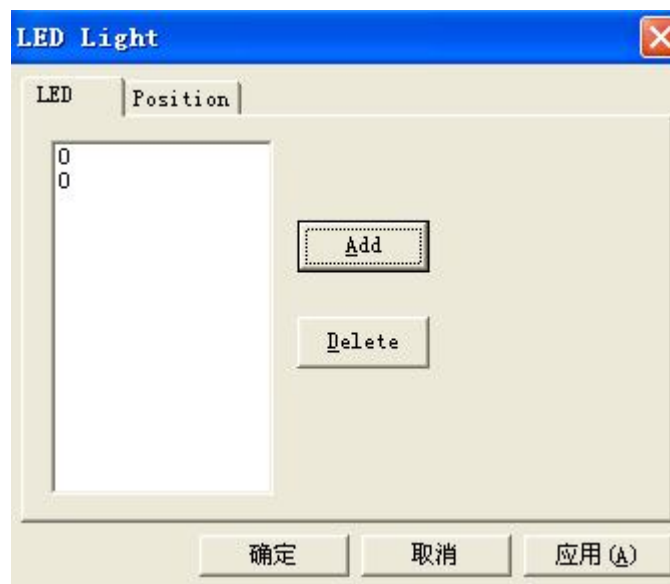 LED Light
LED
Position
0
0
Add
Delete
确定
取消
应用(A)